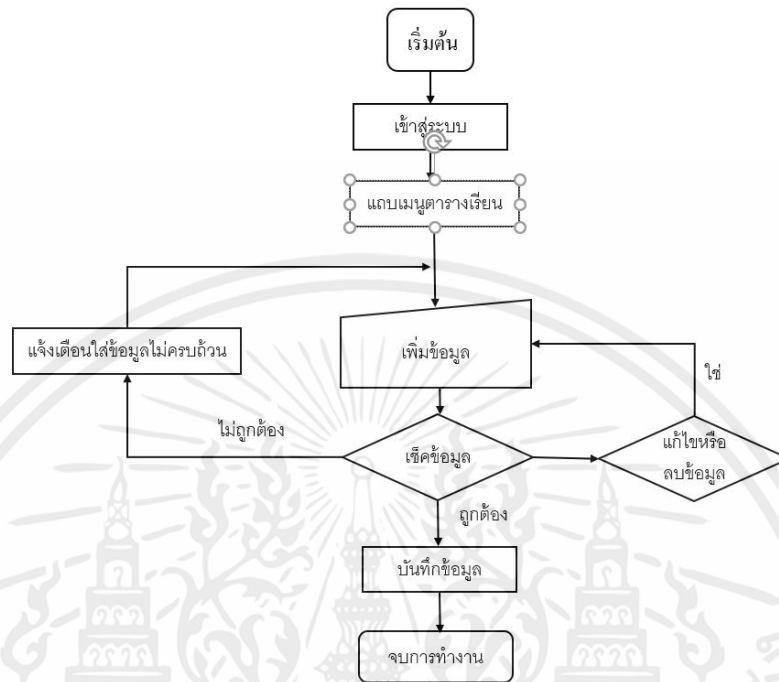 เริ่มต้น
เข้าสู่ระบบ
แถบเมนูตารางเรียน
แจ้งเตือนใส่ข้อมูลไม่ครบถ้วน
เพิ่มข้อมูล
ใช่
ไม่ถูกต้อง
เช็คข้อมูล
แก้ไขหรือ
ลบข้อมูล
ถูกต้อง
บันทึกข้อมูล
จบการทำงาน